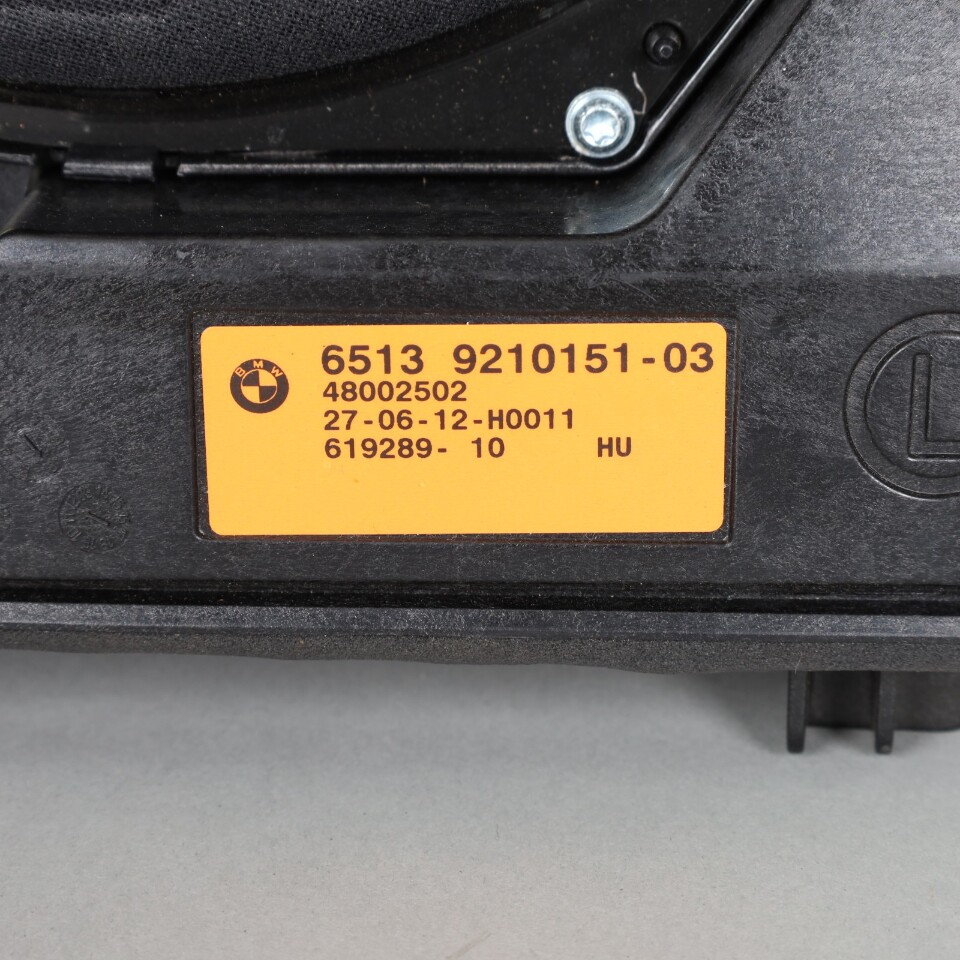 BMW
6513 9210151-03
48002502
27-06-12-H0011
619289- 10 HU
L